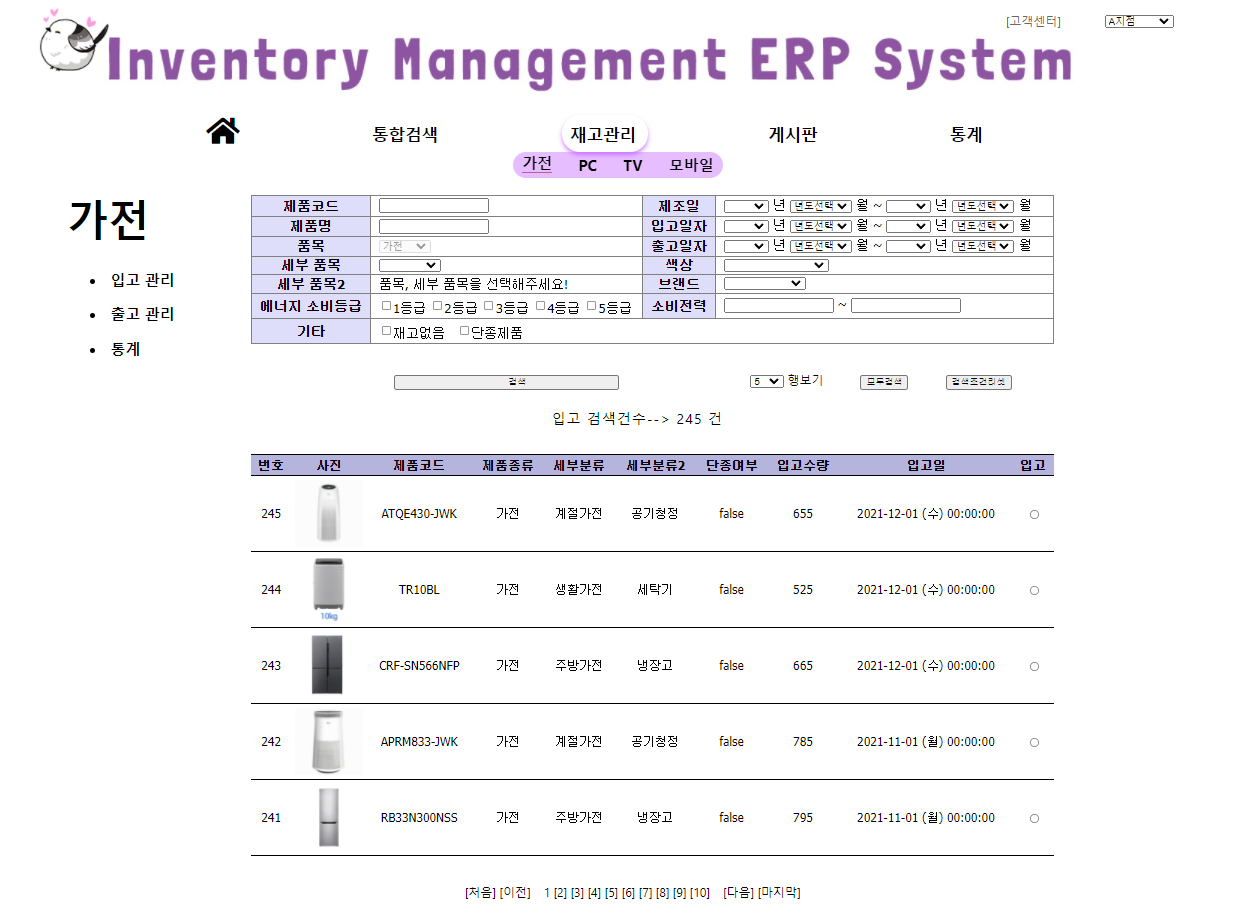 [고객센터] A지점
Inventory Management ERP System
통합검색 재고관리 게시판 통계
가전 PC TV 모바일
가전
입고 관리
출고 관리
통계
제품코드 제조일 년 년도선택 월 ~ 년 년도선택 월
제품명 입고일자 년 년도선택 월 ~ 년 년도선택 월
품목 가전 출고일자 년 년도선택 월 ~ 년 년도선택 월
세부 품목 색상
세부 품목2 품목, 세부 품목을 선택해주세요! 브랜드
에너지 소비등급 1등급 2등급 3등급 4등급 5등급 소비전력 ~
기타 재고없음 단종제품
검색 5 행보기 모두검색 검색조건리셋
입고 검색건수--> 245 건
번호 사진 제품코드 제품종류 세부분류 세부분류2 단종여부 입고수량 입고일 입고
245 ATQE430-JWK 가전 계절가전 공기청정 false 655 2021-12-01 (수) 00:00:00
244 TR10BL 가전 생활가전 세탁기 false 525 2021-12-01 (수) 00:00:00
10kg
243 CRF-SN566NFP 가전 주방가전 냉장고 false 665 2021-12-01 (수) 00:00:00
242 APRM833-JWK 가전 계절가전 공기청정 false 785 2021-11-01 (월) 00:00:00
241 RB33N300NSS 가전 주방가전 냉장고 false 795 2021-11-01 (월) 00:00:00
[처음] [이전] 1 [2] [3] [4] [5] [6] [7] [8] [9] [10] [다음] [마지막]